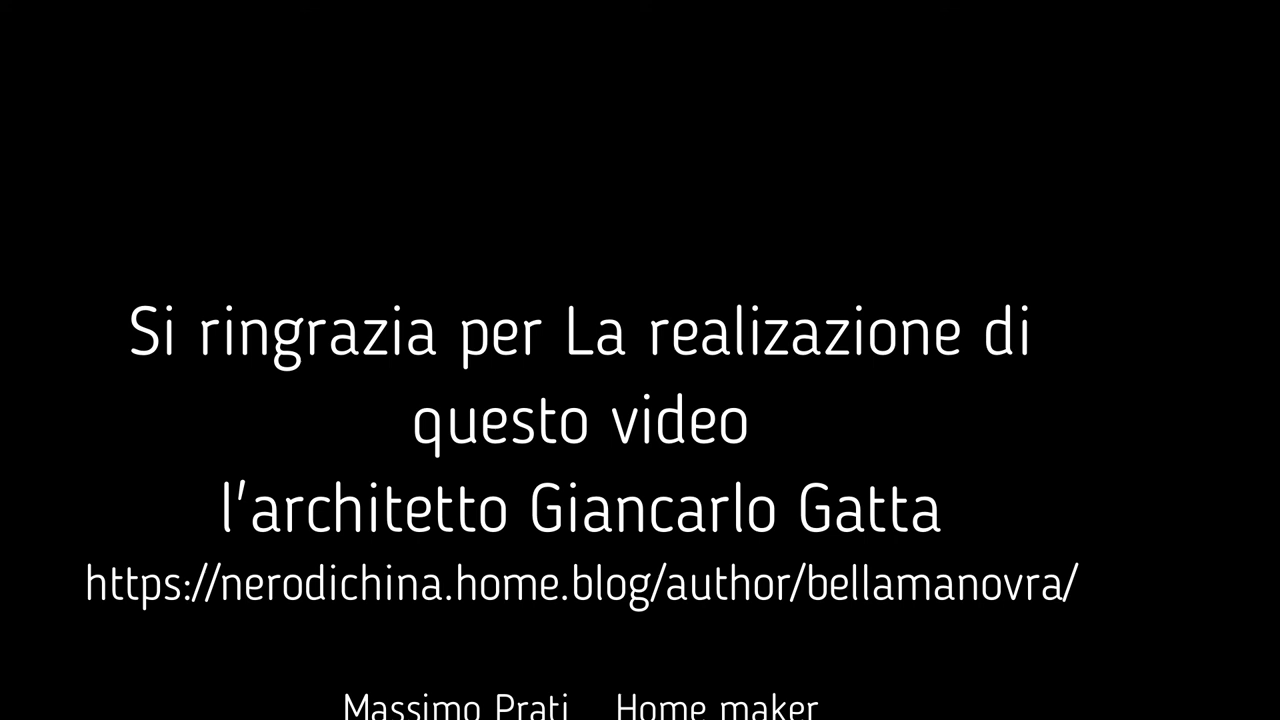 Si ringrazia per La realizazione di
questo video
l'architetto Giancarlo Gatta
https://nerodichina.home.blog/author/bellamanovra/
Massimo Prati Home maker